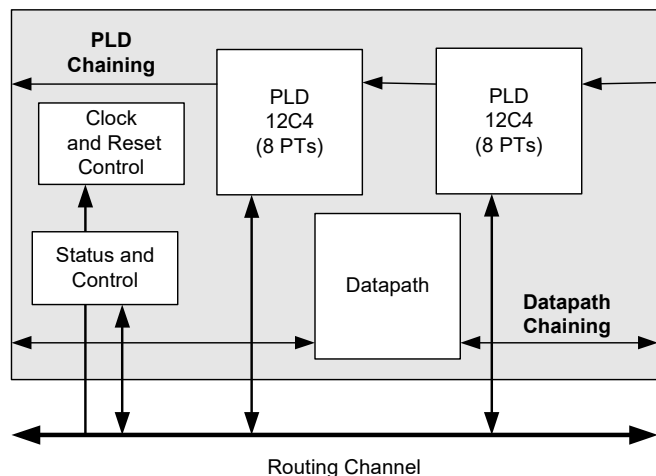 PLD
Chaining
PLD
12C4
(8 PTs)
PLD
12C4
(8 PTs)
Clock
and Reset
Control
Status and
Control
Datapath
Datapath
Chaining
Routing Channel